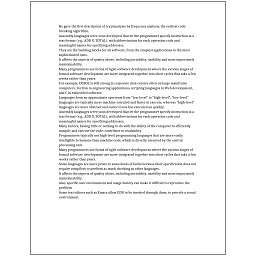 He gave the first description of cryptanalysis by frequency analysis, the earliest code-
breaking algorithm.
Assembly languages were soon developed that let the programmer specify instruction in a
text format (e.g., ADD X, TOTAL), with abbreviations for each operation code and
meaningful names for specifying addresses.
They are the building blocks for all software, from the simplest applications to the most
sophisticated ones.
It affects the aspects of quality above, including portability, usability and most importantly
maintainability.
Many programmers use forms of Agile software development where the various stages of
formal software development are more integrated together into short cycles that take a few
weeks rather than years.
For example, COBOL is still strong in corporate data centers often on large mainframe
computers, Fortran in engineering applications, scripting languages in Web development,
and C in embedded software.
Languages form an approximate spectrum from "low-level" to "high-level"; "low-level"
languages are typically more machine-oriented and faster to execute, whereas "high-level"
languages are more abstract and easier to use but execute less quickly.
Assembly languages were soon developed that let the programmer specify instruction in a
text format (e.g., ADD X, TOTAL), with abbreviations for each operation code and
meaningful names for specifying addresses.
Many factors, having little or nothing to do with the ability of the computer to efficiently
compile and execute the code, contribute to readability.
Programmers typically use high-level programming languages that are more easily
intelligible to humans than machine code, which is directly executed by the central
processing unit.
Many programmers use forms of Agile software development where the various stages of
formal software development are more integrated together into short cycles that take a few
weeks rather than years.
Some languages are more prone to some kinds of faults because their specification does not
require compilers to perform as much checking as other languages.
It affects the aspects of quality above, including portability, usability and most importantly
maintainability.
Also, specific user environment and usage history can make it difficult to reproduce the
problem.
Some text editors such as Emacs allow GDB to be invoked through them, to provide a visual
environment.